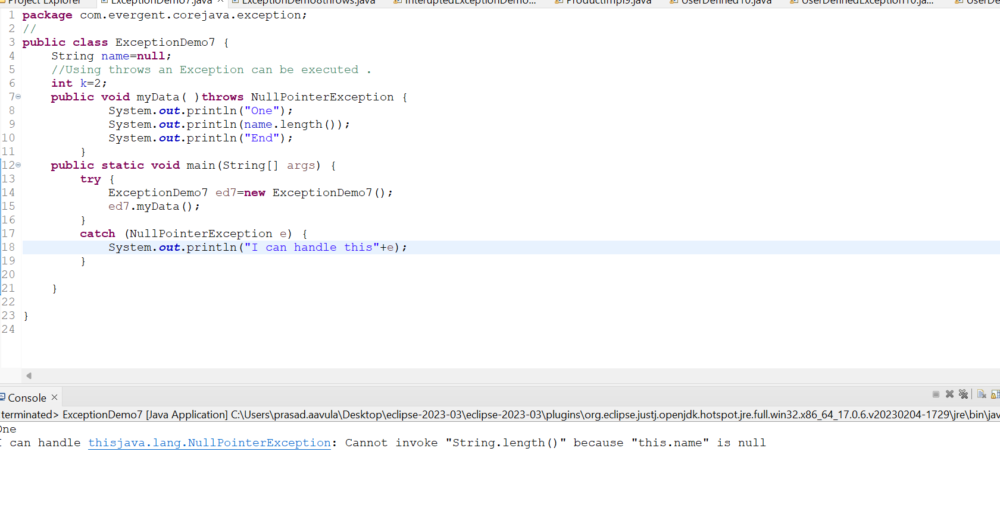 Project Explorer ExceptionDemo7.java ExceptionDemo8throws.java InteruptedExceptionDemo... ProductImpl9.java UserDefined10.java UserDefinedException10.ja... UserDe
1 package com.evergent.corejava.exception;
2 //
3 public class ExceptionDemo7 {
4 String name=null;
5 //Using throws an Exception can be executed .
6 int k=2;
7 public void myData( )throws NullPointerException {
8 System.out.println("One");
9 System.out.println(name.length());
10 System.out.println("End");
11 }
12 public static void main(String[] args) {
13 try {
14 ExceptionDemo7 ed7=new ExceptionDemo7();
15 ed7.myData();
16 }
17 catch (NullPointerException e) {
18 System.out.println("I can handle this"+e);
19 }
20
21 }
22
23 }
24
Console
terminated> ExceptionDemo7 [Java Application] C:\Users\prasad.aavula\Desktop\eclipse-2023-03\eclipse-2023-03\plugins\org.eclipse.justj.openjdk.hotspot.jre.full.win32.x86_64_17.0.6.v20230204-1729\jre\bin\jav
One
I can handle thisjava.lang.NullPointerException: Cannot invoke "String.length()" because "this.name" is null